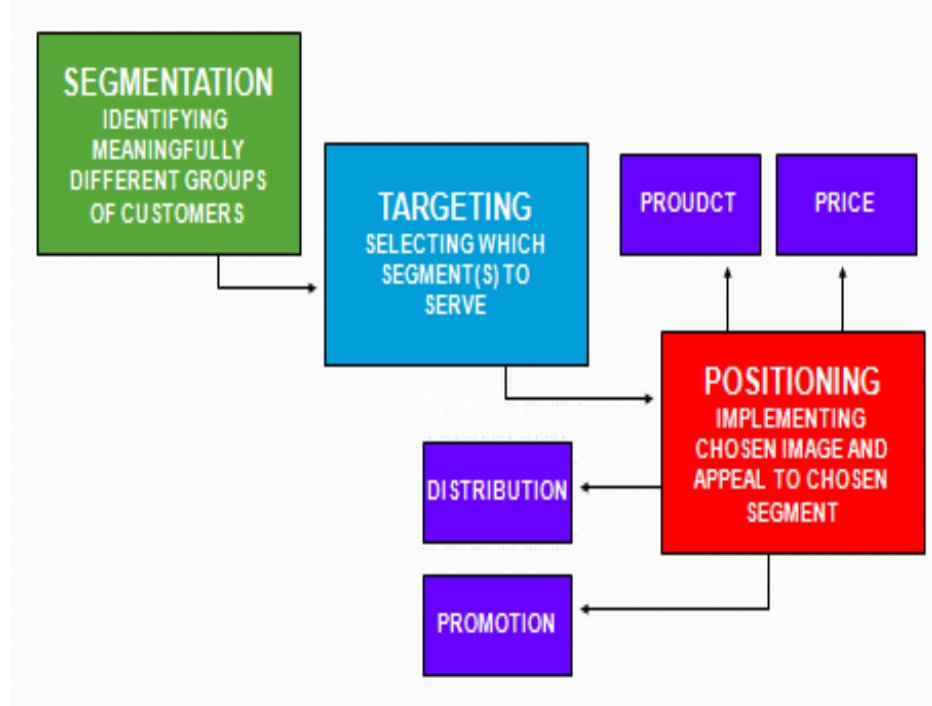 SEGMENTATION
IDENTIFYING
MEANINGFULLY
DIFFERENT GROUPS
OF CUSTOMERS
TARGETING
SELECTING WHICH
SEGMENT(S) TO
SERVE
PROUDCT
PRICE
POSITIONING
IMPLEMENTING
CHOSEN IMAGE AND
APPEAL TO CHOSEN
SEGMENT
DISTRIBUTION
PROMOTION